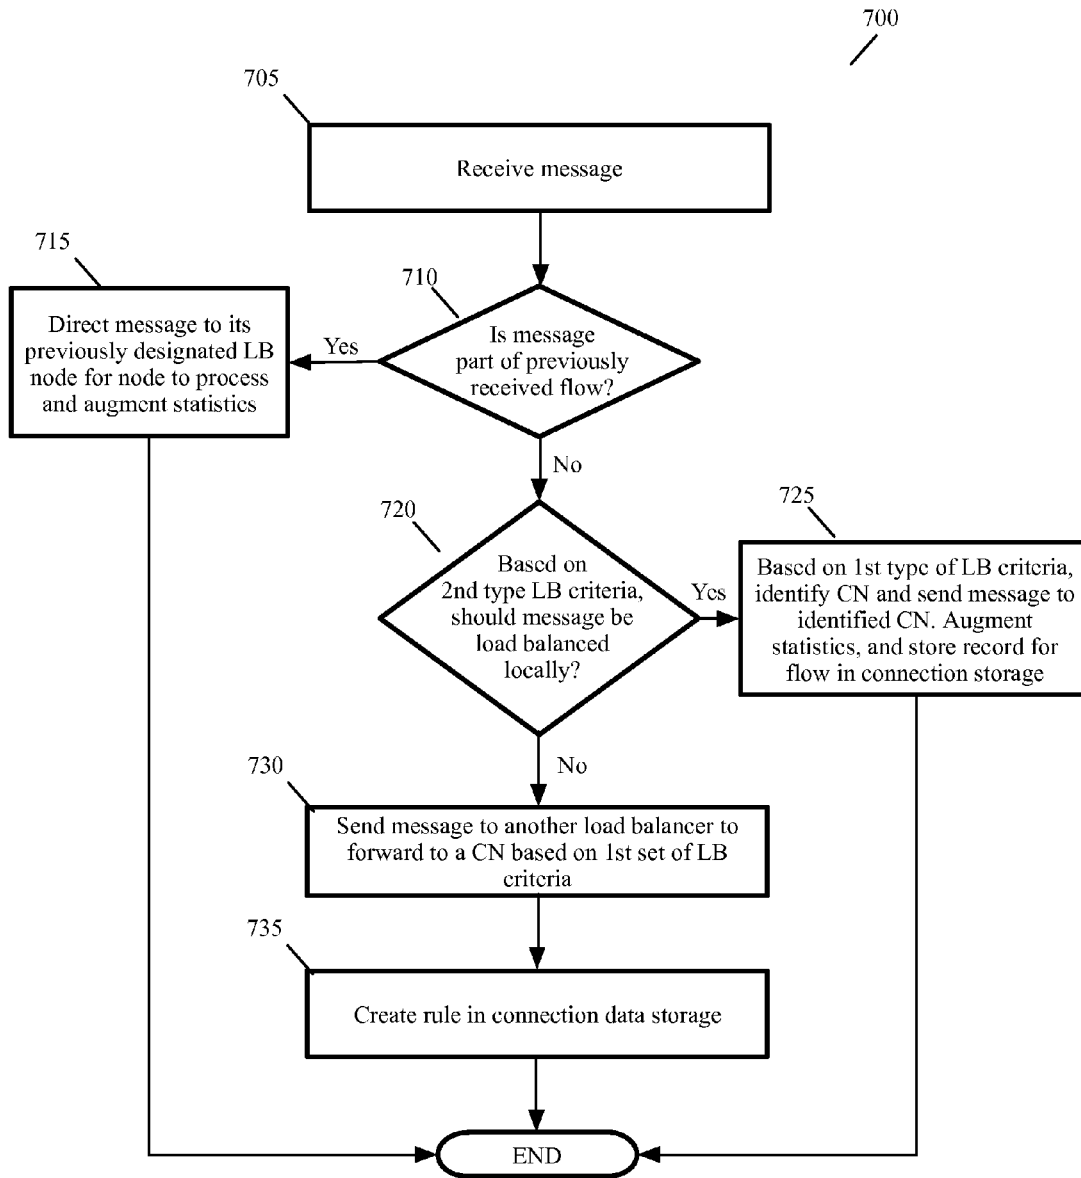 700
705
Receive message
715
Direct message to its
previously designated LB
node for node to process
and augment statistics
Yes
710
Is message
part of previously
received flow?
No
720
Based on
2nd type LB criteria,
should message be
load balanced
locally?
Yes
725
Based on 1st type of LB criteria,
identify CN and send message to
identified CN. Augment
statistics, and store record for
flow in connection storage
No
730
Send message to another load balancer to
forward to a CN based on 1st set of LB
criteria
735
Create rule in connection data storage
END